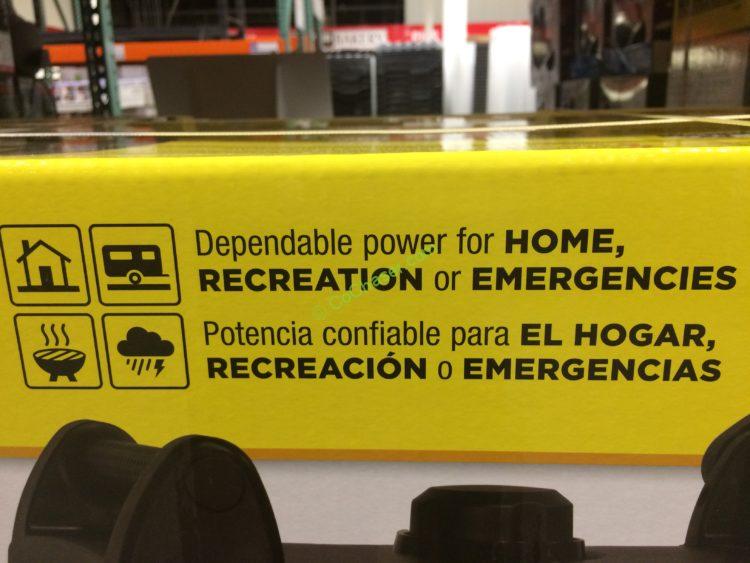 Dependable power for HOME,
RECREATION or EMERGENCIES
Potencia confiable para EL HOGAR,
RECREACIÓN o EMERGENCIAS